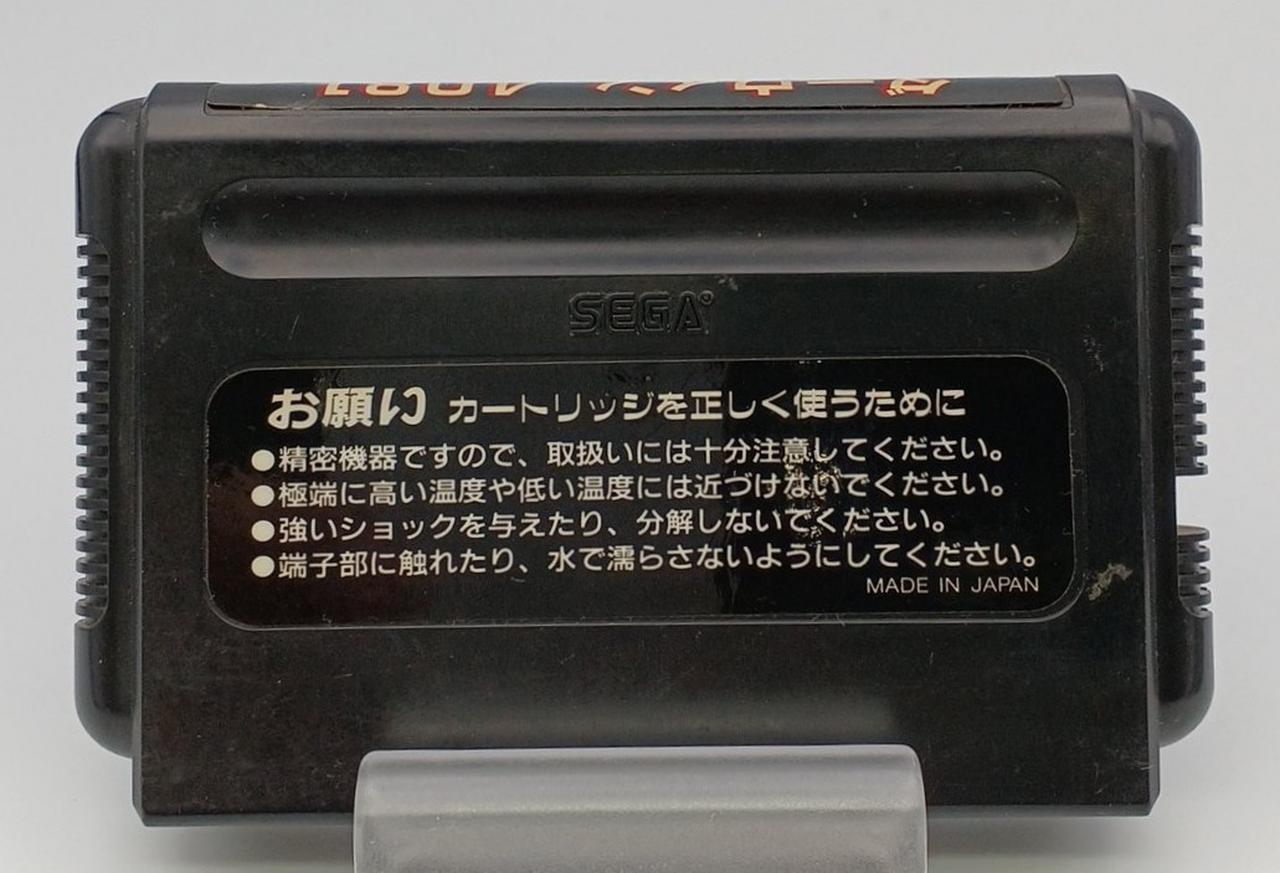 ダーウィン 4081
SEGA
お願い カートリッジを正しく使うために
●精密機器ですので、取扱いには十分注意してください。
●極端に高い温度や低い温度には近づけないでください。
●強いショックを与えたり、分解しないでください。
●端子部に触れたり、水で濡らさないようにしてください。
MADE IN JAPAN